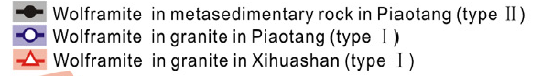 Wolframite in metasedimentary rock in Piaotang (type Ⅱ)
Wolframite in granite in Piaotang (type Ⅰ)
Wolframite in granite in Xihuashan (type Ⅰ)